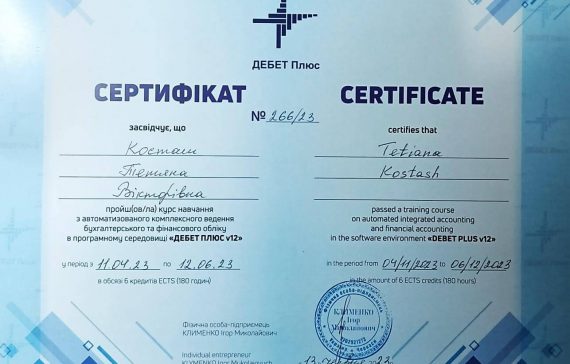 ДЕБЕТ Плюс
СЕРТИФІКАТ
CERTIFICATE
№ 266/23
засвідчує, що
Косташ
Тетяна
Вікторівна
пройш(ов/ла) курс навчання
з автоматизованого комплексного ведення
бухгалтерського та фінансового обліку
в програмному середовищі «ДЕБЕТ ПЛЮС v12»
у період з 11.04.23 по 12.06.23
в обсязі 6 кредитів ECTS (180 годин)
certifies that
Tetiana
Kostash
passed a training course
on automated integrated accounting
and financial accounting
in the software environment «DEBET PLUS v12»
in the period from 04/11/2023 to 06/12/2023
in the amount of 6 ECTS credits (180 hours)
Фізична особа-підприємець
КЛИМЕНКО Ігор Миколайович
Individual entrepreneur
КЛИМЕНКО
Ігор
Миколайович